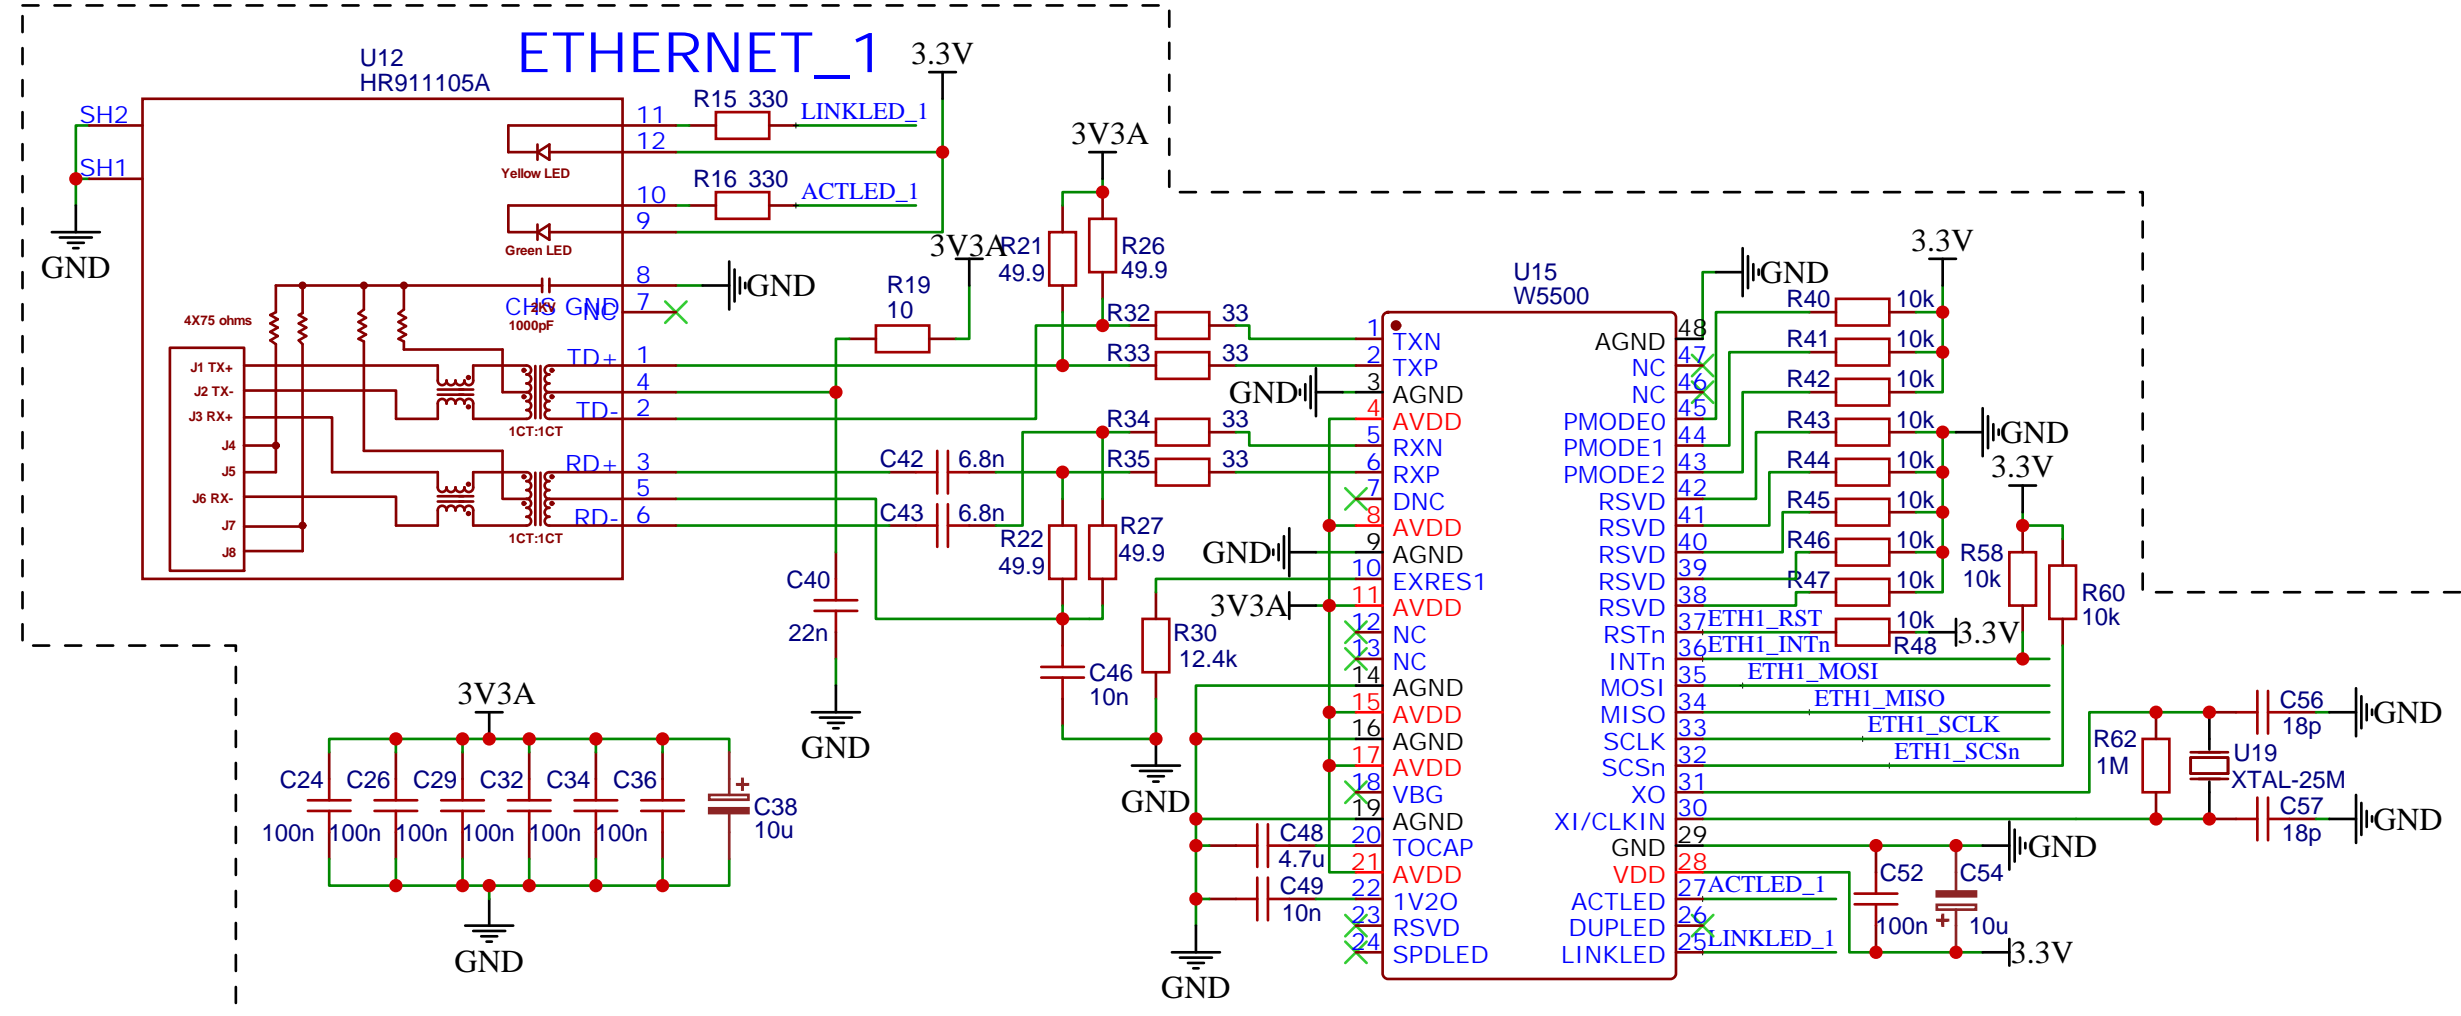 ETHERNET_1
U12
HR911105A
SH2
SH1
GND
11
12
10
9
8
7
1
4
2
3
5
6
Yellow LED
Green LED
CHS GND
NC
2KV
1000pF
4X75 ohms
J1 TX+
J2 TX-
J3 RX+
J4
J5
J6 RX-
J7
J8
TD+
TD-
1CT:1CT
RD+
RD-
1CT:1CT
R15 330
LINKLED_1
3.3V
R16 330
ACTLED_1
GND
3V3A
R19
10
3V3A
R21
49.9
R26
49.9
R32 33
R33 33
R34 33
R35 33
C42 6.8n
C43 6.8n
R22
49.9
R27
49.9
C40
22n
GND
C46
10n
R30
12.4k
GND
3V3A
C24
100n
C26
100n
C29
100n
C32
100n
C34
100n
C36
C38
10u
GND
U15
W5500
1 TXN
2 TXP
GND 3 AGND
4 AVDD
5 RXN
6 RXP
7 DNC
8 AVDD
GND 9 AGND
10 EXRES1
3V3A 11 AVDD
12 NC
13 NC
14 AGND
15 AVDD
16 AGND
17 AVDD
18 VBG
19 AGND
20 TOCAP
21 AVDD
22 1V2O
23 RSVD
24 SPDLED
C48
4.7u
C49
10n
GND
AGND 48
NC 47
NC 46
PMODE0 45
PMODE1 44
PMODE2 43
RSVD 42
RSVD 41
RSVD 40
RSVD 39
RSVD 38
RSTn 37 ETH1_RST
INTn 36 ETH1_INTn
MOSI 35 ETH1_MOSI
MISO 34 ETH1_MISO
SCLK 33 ETH1_SCLK
SCSn 32 ETH1_SCSn
XO 31
XI/CLKIN 30
GND 29
VDD 28
ACTLED 27 ACTLED_1
DUPLED 26
LINKLED 25 LINKLED_1
GND
3.3V
R40 10k
R41 10k
R42 10k
R43 10k
GND
R44 10k
R45 10k
R46 10k
R47 10k
10k
R48
3.3V
3.3V
R58
10k
R60
10k
R62
1M
U19
XTAL-25M
C56
18p
GND
C57
18p
GND
GND
C52
100n
C54
10u
3.3V